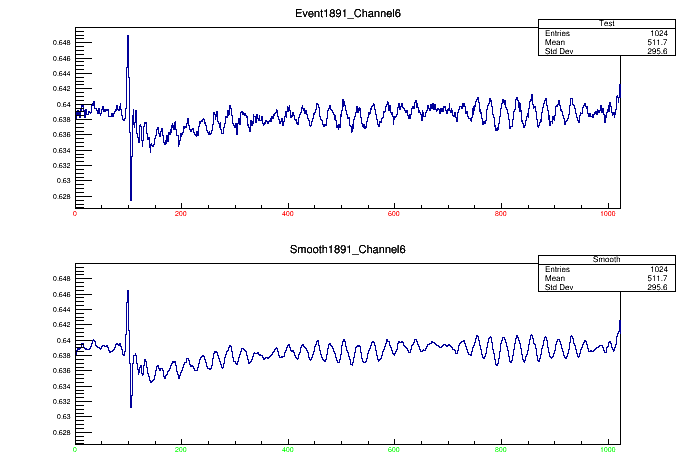 Event1891_Channel6
Test
Entries 1024
Mean 511.7
Std Dev 295.6
0.648
0.646
0.644
0.642
0.64
0.638
0.636
0.634
0.632
0.63
0.628
0 200 400 600 800 1000
Smooth1891_Channel6
Smooth
Entries 1024
Mean 511.7
Std Dev 295.6
0.648
0.646
0.644
0.642
0.64
0.638
0.636
0.634
0.632
0.63
0.628
0 200 400 600 800 1000